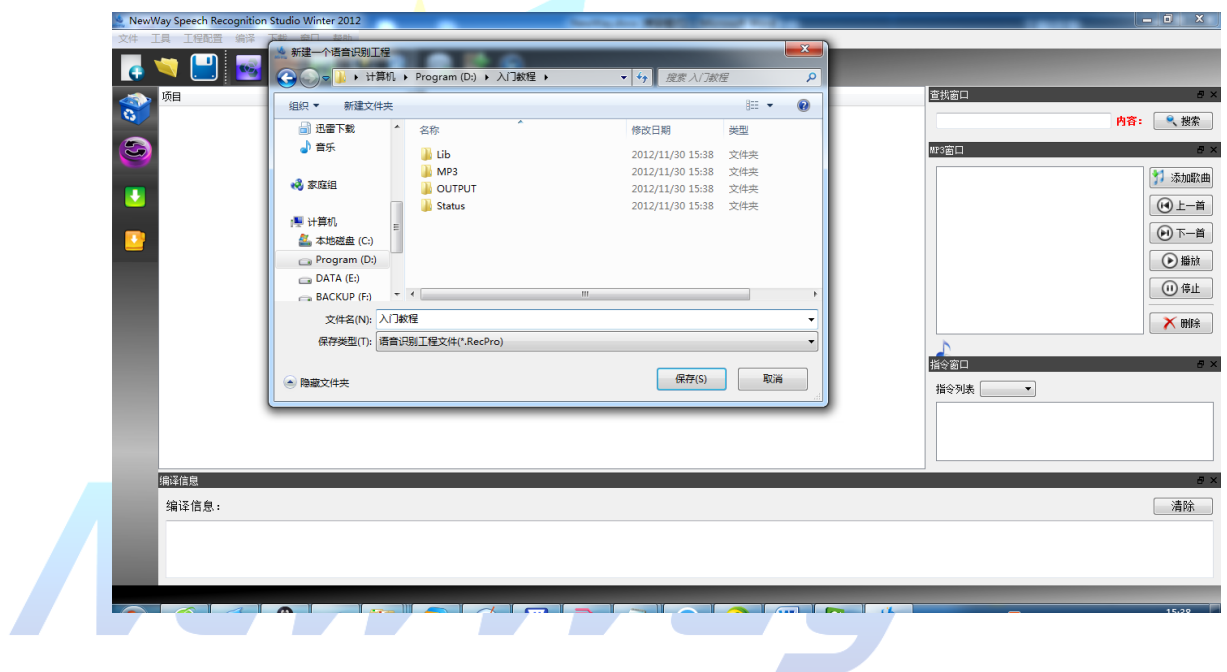 NewWay Speech Recognition Studio Winter 2012
文件 工具 工程配置 编译 下载 窗口 帮助
新建一个语音识别工程
计算机 Program (D:) 入门教程
搜索 入门教程
组织 新建文件夹
迅雷下载
音乐
家庭组
计算机
本地磁盘 (C:)
Program (D:)
DATA (E:)
BACKUP (F:)
名称 修改日期 类型
Lib 2012/11/30 15:38 文件夹
MP3 2012/11/30 15:38 文件夹
OUTPUT 2012/11/30 15:38 文件夹
Status 2012/11/30 15:38 文件夹
文件名(N): 入门教程
保存类型(T): 语音识别工程文件(*.RecPro)
隐藏文件夹
保存(S) 取消
项目
查找窗口
内容: 搜索
MP3窗口
添加歌曲
上一首
下一首
播放
停止
删除
指令窗口
指令列表
编译信息
编译信息:
清除
15:38
NewWay